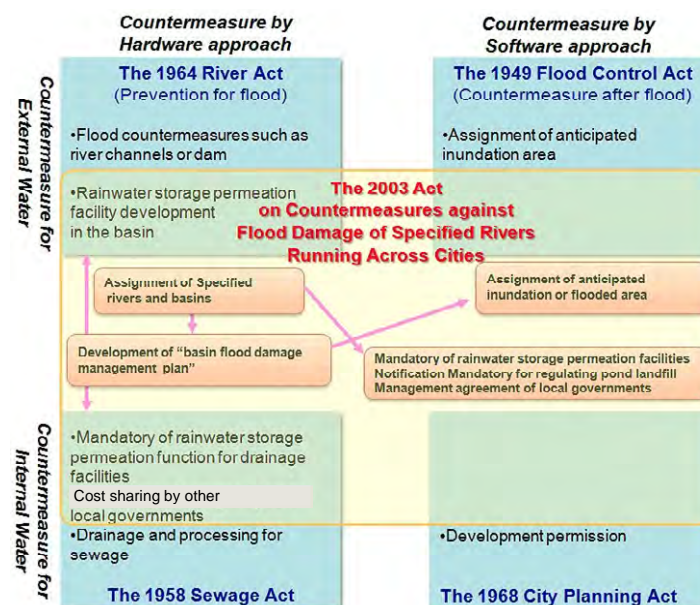 Countermeasure by
Hardware approach
Countermeasure by
Software approach
Countermeasure for
External Water
The 1964 River Act
(Prevention for flood)
•Flood countermeasures such as
river channels or dam
•Rainwater storage permeation
facility development
in the basin
The 1949 Flood Control Act
(Countermeasure after flood)
•Assignment of anticipated
inundation area
The 2003 Act
on Countermeasures against
Flood Damage of Specified Rivers
Running Across Cities
Assignment of Specified
rivers and basins
Assignment of anticipated
inundation or flooded area
Development of “basin flood damage
management plan”
Mandatory of rainwater storage permeation facilities
Notification Mandatory for regulating pond landfill
Management agreement of local governments
Countermeasure for
Internal Water
•Mandatory of rainwater storage
permeation function for drainage
facilities
Cost sharing by other
local governments
•Drainage and processing for
sewage
The 1958 Sewage Act
•Development permission
The 1968 City Planning Act